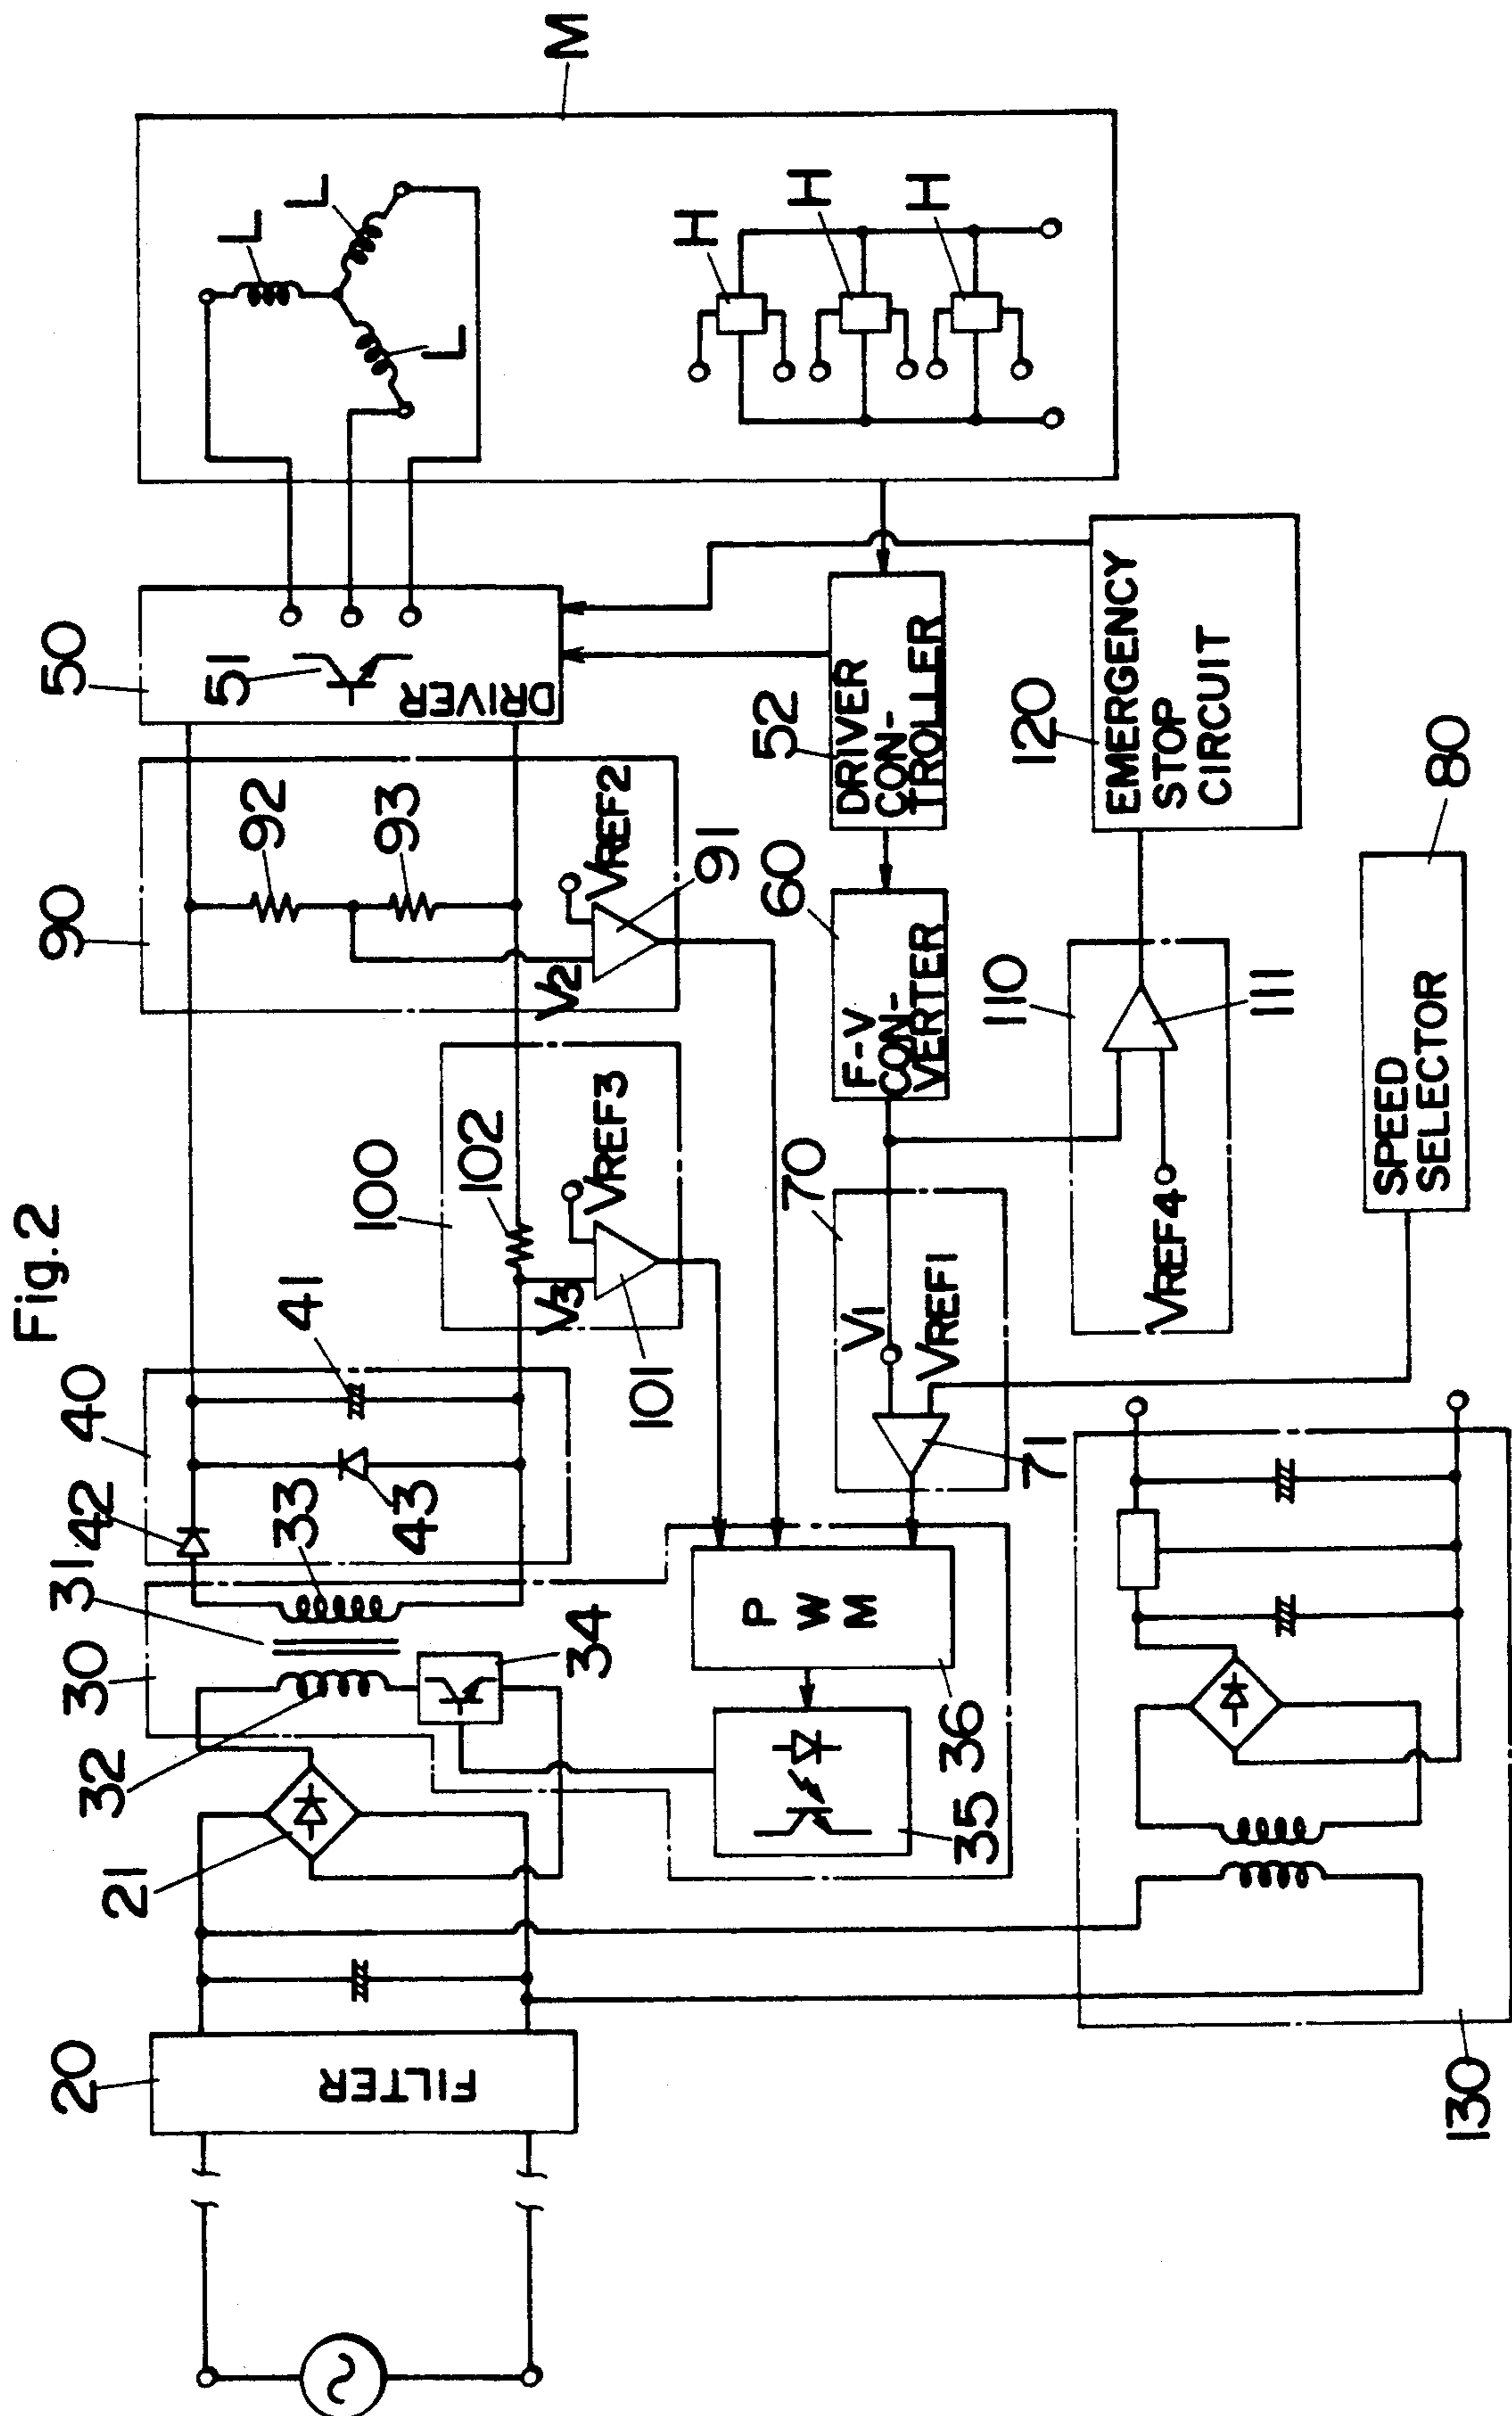 Fig.2
M
L
L
L
H
H
H
50
51
DRIVER
90
92
93
VREF2
91
V2
100
102
VREF3
V3
101
40
41
42
43
31
33
30
34
32
21
20
FILTER
P
W
M
36
35
52
DRIVER
CON-
TROLLER
60
F-V
CON-
VERTER
70
V1
VREF1
71
110
111
VREF4
120
EMERGENCY
STOP
CIRCUIT
80
SPEED
SELECTOR
130